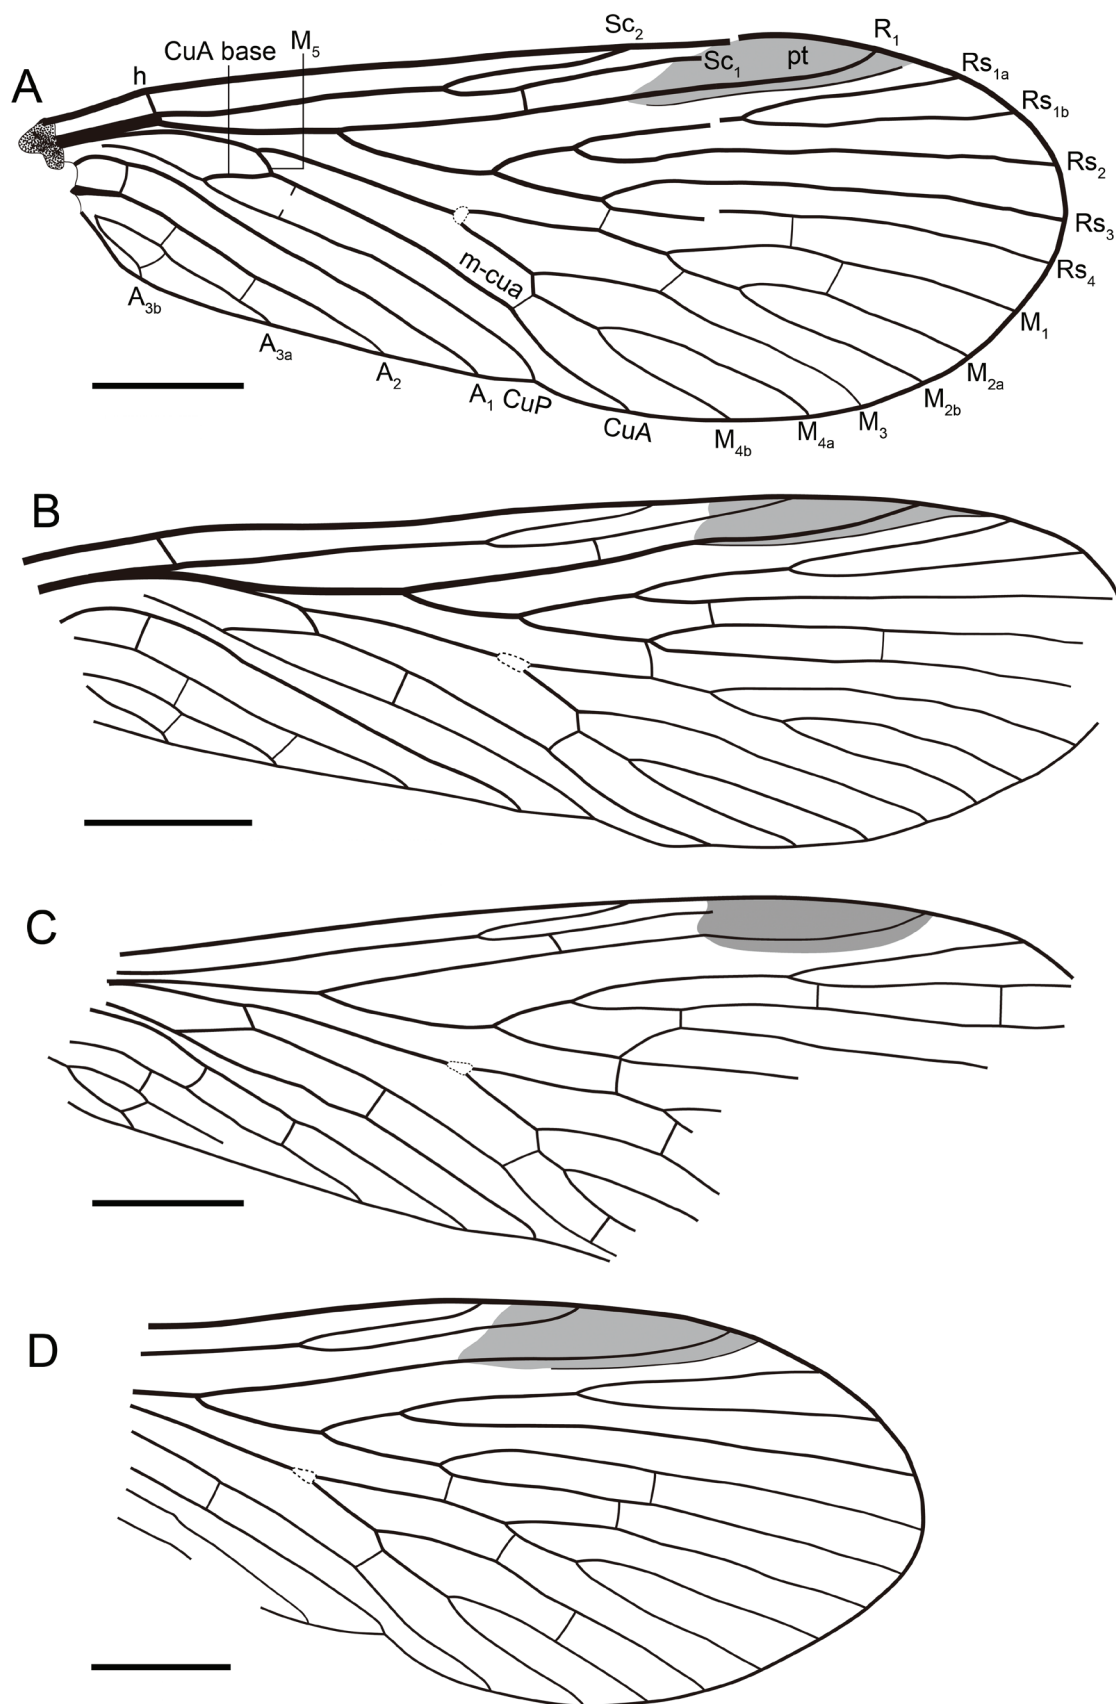 A
CuA base
M₅
h
Sc₂
Sc₁
pt
R₁
Rs₁ₐ
Rs₁b
Rs₂
Rs₃
Rs₄
m-cua
M₁
M₂ₐ
M₂b
M₃
M₄ₐ
M₄b
CuA
CuP
A₁
A₂
A₃ₐ
A₃b
B
C
D